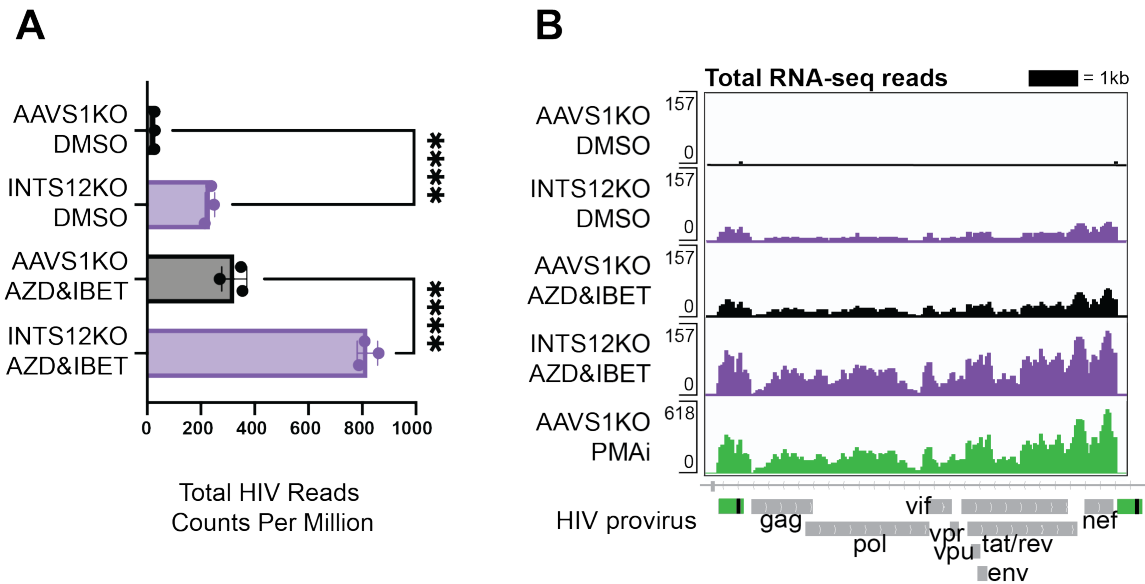 A
AAVS1KO
DMSO
INTS12KO
DMSO
AAVS1KO
AZD&IBET
INTS12KO
AZD&IBET
****
****
0 200 400 600 800 1000
Total HIV Reads
Counts Per Million
B
Total RNA-seq reads
= 1kb
AAVS1KO
DMSO
157
0
INTS12KO
DMSO
157
0
AAVS1KO
AZD&IBET
157
0
INTS12KO
AZD&IBET
157
0
AAVS1KO
PMAi
618
0
HIV provirus
gag
pol
vif
vpr
vpu
tat/rev
env
nef